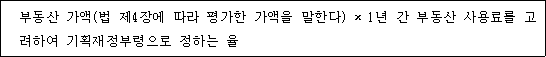 부동산 가액(법 제4장에 따라 평가한 가액을 말한다) × 1년 간 부동산 사용료를 고
려하여 기획재정부령으로 정하는 율